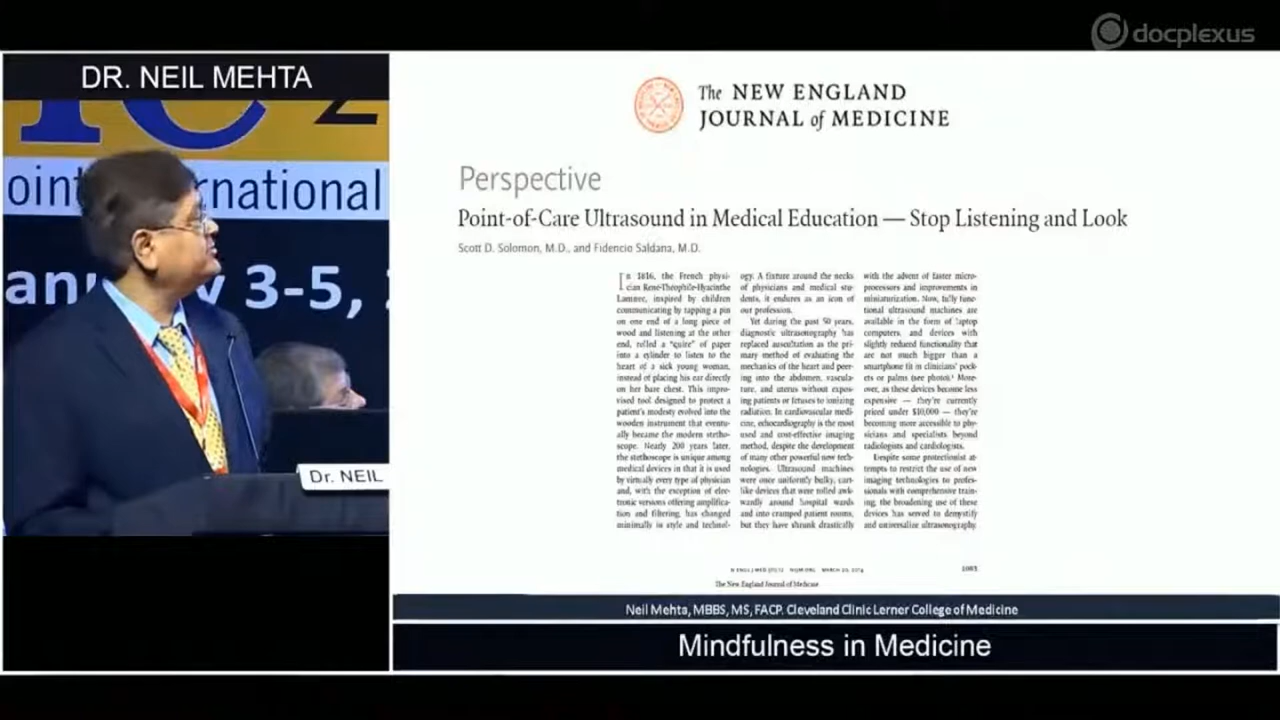 docplexus
DR. NEIL MEHTA
oint
rnational
3-5,
Dr. NEIL
The NEW ENGLAND
JOURNAL of MEDICINE
Perspective
Point-of-Care Ultrasound in Medical Education — Stop Listening and Look
Scott D. Solomon, M.D., and Fidencio Saldana, M.D.
In 1816, the French physi-
cian René-Théophile-Hyacinthe
Laennec, inspired by children
communicating by tapping a pin
on one end of a long piece of
wood and listening at the other
end, rolled a “quire” of paper
into a cylinder to listen to the
heart of a sick young woman,
instead of placing his ear directly
on her bare chest. This impro-
vised tool designed to protect a
patient's modesty evolved into the
wooden instrument that eventu-
ally became the modern stetho-
scope. Nearly 200 years later,
the stethoscope is unique among
medical devices in that it is used
by virtually every type of physician
and, with the exception of elec-
tronic versions offering amplifica-
tion and filtering, has changed
minimally in style and technol-
ogy. A fixture around the necks
of physicians and medical stu-
dents, it endures as an icon of
our profession.
Yet during the past 50 years,
diagnostic ultrasonography has
replaced auscultation as the pri-
mary method of evaluating the
mechanics of the heart and peer-
ing into the abdomen, vascula-
ture, and uterus without expos-
ing patients or fetuses to ionizing
radiation. In cardiovascular medi-
cine, echocardiography is the most
used and cost-effective imaging
method, despite the development
of many other powerful new tech-
nologies. Ultrasound machines
were once uniformly bulky, cart-
like devices that were rolled awk-
wardly around hospital wards
and into cramped patient rooms,
but they have shrunk drastically
with the advent of faster micro-
processors and improvements in
miniaturization. Now, fully func-
tional ultrasound machines are
available in the form of laptop
computers, and devices with
slightly reduced functionality that
are not much bigger than a
smartphone fit in clinicians' pock-
ets or palms (see photo).¹ More-
over, as these devices become less
expensive — they're currently
priced under $10,000 — they're
becoming more accessible to phy-
sicians and specialists beyond
radiologists and cardiologists.
Despite some protectionist at-
tempts to restrict the use of new
imaging technologies to profes-
sionals with comprehensive train-
ing, the broadening use of these
devices has served to demystify
and universalize ultrasonography.
N ENGL J MED NEJM.ORG MARCH 20, 2014
1083
The New England Journal of Medicine
Neil Mehta, MBBS, MS, FACP. Cleveland Clinic Lerner College of Medicine
Mindfulness in Medicine